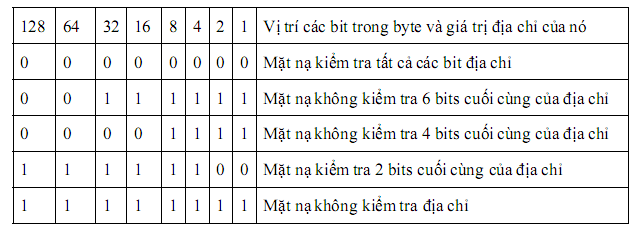 128 64 32 16 8 4 2 1 Vị trí các bit trong byte và giá trị địa chỉ của nó
0 0 0 0 0 0 0 0 Mặt nạ kiểm tra tất cả các bit địa chỉ
0 0 1 1 1 1 1 1 Mặt nạ không kiểm tra 6 bits cuối cùng của địa chỉ
0 0 0 0 1 1 1 1 Mặt nạ không kiểm tra 4 bits cuối cùng của địa chỉ
1 1 1 1 1 1 0 0 Mặt nạ kiểm tra 2 bits cuối cùng của địa chỉ
1 1 1 1 1 1 1 1 Mặt nạ không kiểm tra địa chỉ